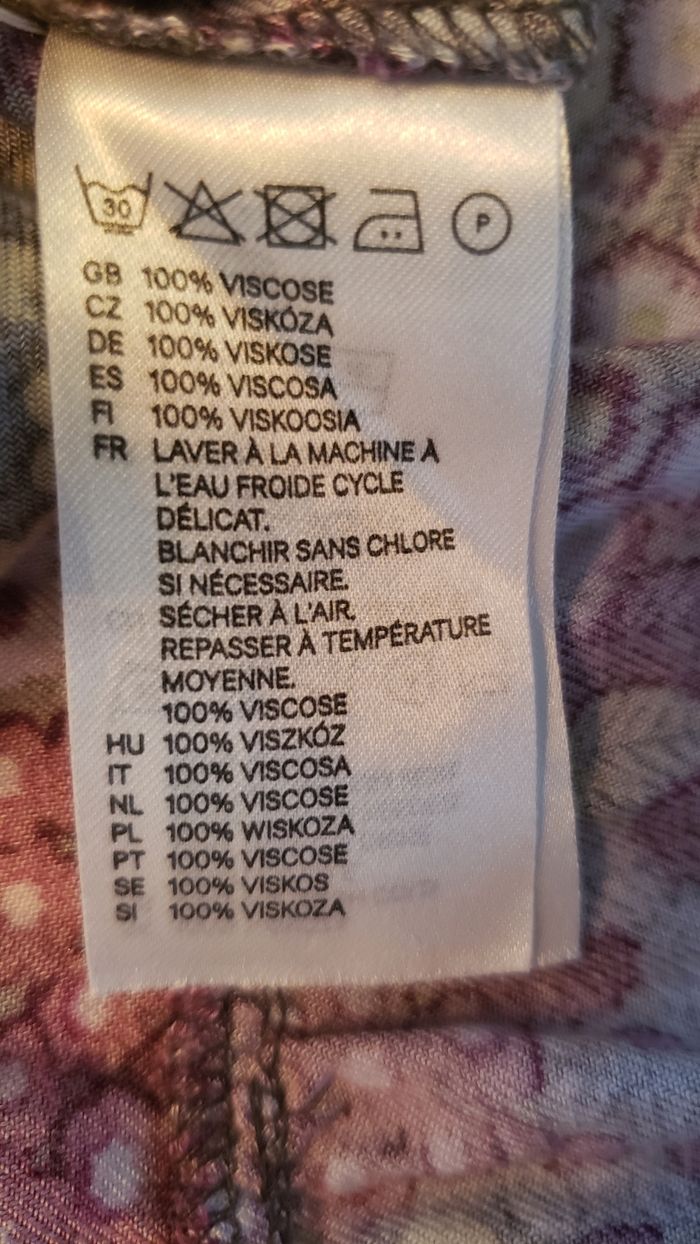 30
P
GB 100% VISCOSE
CZ 100% VISKÓZA
DE 100% VISKOSE
ES 100% VISCOSA
FI 100% VISKOOSIA
FR LAVER À LA MACHINE À
L'EAU FROIDE CYCLE
DÉLICAT.
BLANCHIR SANS CHLORE
SI NÉCESSAIRE.
SÉCHER À L'AIR.
REPASSER À TEMPÉRATURE
MOYENNE.
100% VISCOSE
HU 100% VISZKÓZ
IT 100% VISCOSA
NL 100% VISCOSE
PL 100% WISKOZA
PT 100% VISCOSE
SE 100% VISKOS
SI 100% VISKOZA